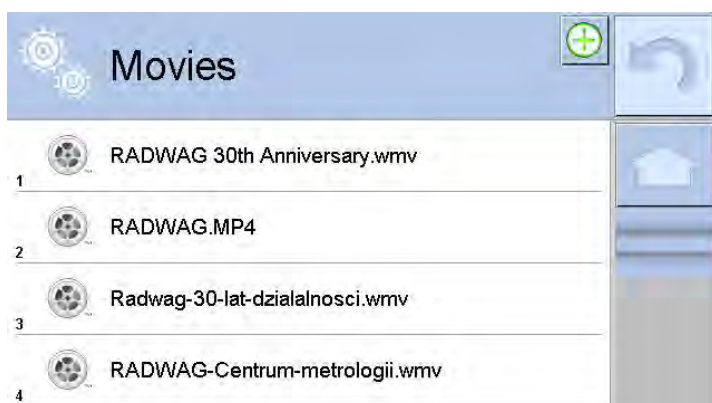 Movies
RADWAG 30th Anniversary.wmv
1
RADWAG.MP4
2
Radwag-30-lat-dzialalnosci.wmv
3
RADWAG-Centrum-metrologii.wmv
4